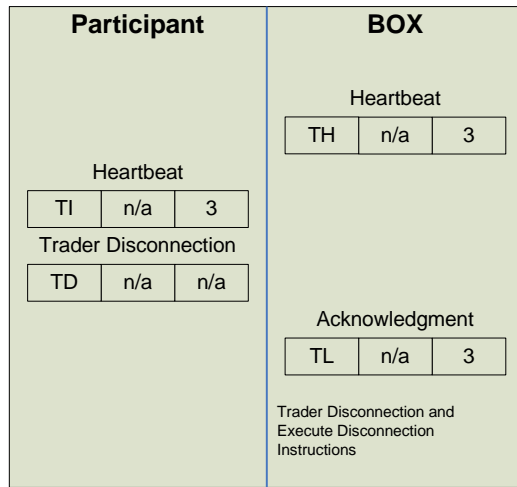 Participant
BOX
Heartbeat
TH n/a 3
Heartbeat
TI n/a 3
Trader Disconnection
TD n/a n/a
Acknowledgment
TL n/a 3
Trader Disconnection and
Execute Disconnection
Instructions